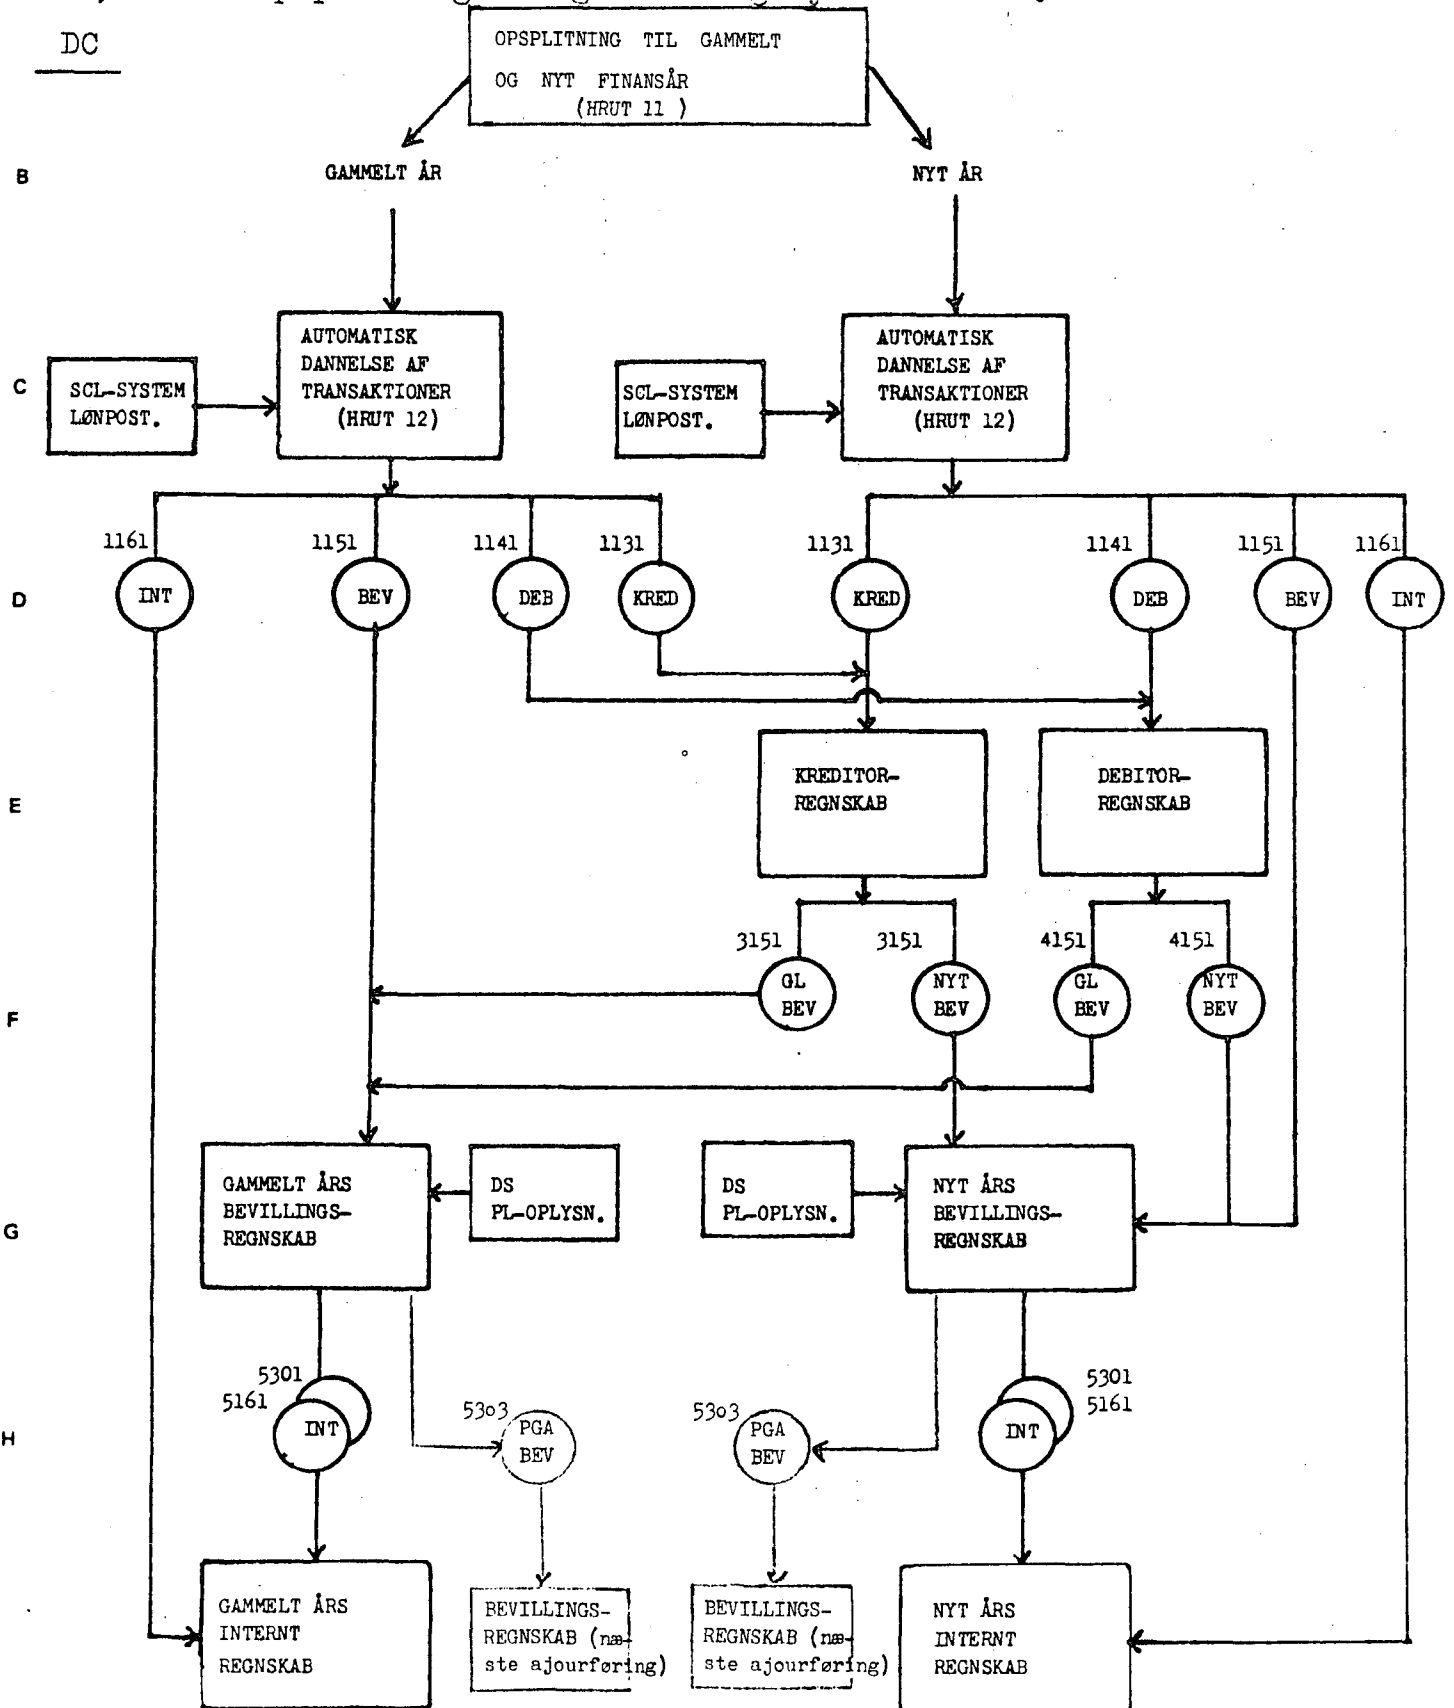 DC
OPSPLITNING TIL GAMMELT
OG NYT FINANSÅR
(HRUT 11 )
B
GAMMELT ÅR
NYT ÅR
C
SCL-SYSTEM
LØNPOST.
AUTOMATISK
DANNELSE AF
TRANSAKTIONER
(HRUT 12)
SCL-SYSTEM
LØNPOST.
AUTOMATISK
DANNELSE AF
TRANSAKTIONER
(HRUT 12)
1161
1151
1141
1131
1131
1141
1151
1161
D
INT
BEV
DEB
KRED
KRED
DEB
BEV
INT
E
KREDITOR-
REGNSKAB
DEBITOR-
REGNSKAB
3151
3151
4151
4151
F
GL
BEV
NYT
BEV
GL
BEV
NYT
BEV
G
GAMMELT ÅRS
BEVILLINGS-
REGNSKAB
DS
PL-OPLYSN.
DS
PL-OPLYSN.
NYT ÅRS
BEVILLINGS-
REGNSKAB
H
5301
5161
INT
5303
PGA
BEV
5303
PGA
BEV
5301
5161
INT
GAMMELT ÅRS
INTERNT
REGNSKAB
BEVILLINGS-
REGNSKAB (næ-
ste ajourføring)
BEVILLINGS-
REGNSKAB (næ-
ste ajourføring)
NYT ÅRS
INTERNT
REGNSKAB